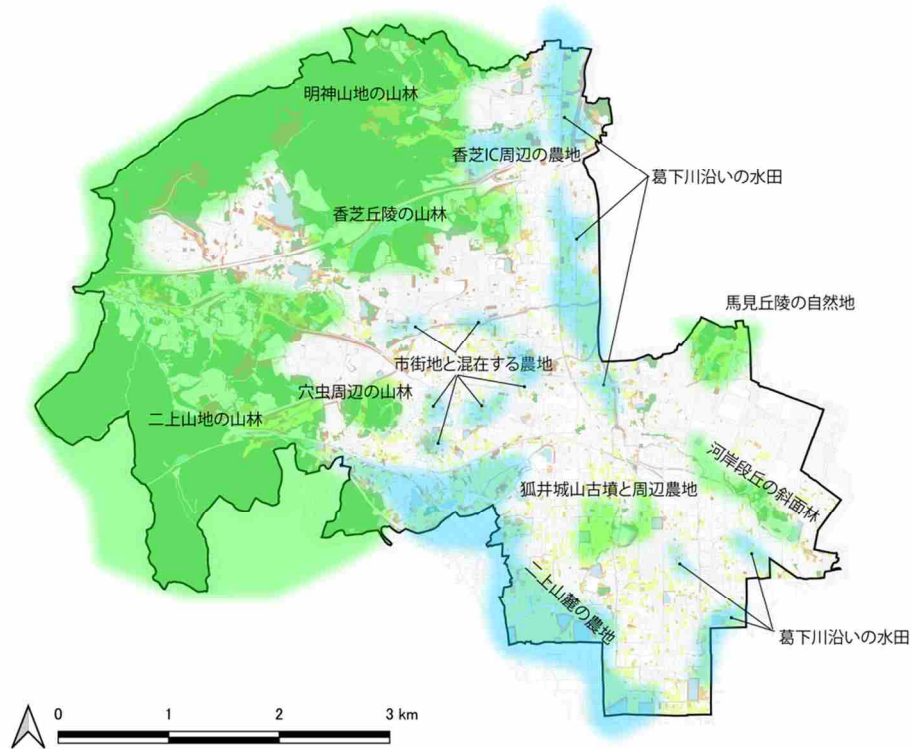 明神山地の山林
香芝IC周辺の農地
葛下川沿いの水田
香芝丘陵の山林
馬見丘陵の自然地
市街地と混在する農地
穴虫周辺の山林
二上山地の山林
河岸段丘の斜面林
狐井城山古墳と周辺農地
二上山麓の農地
葛下川沿いの水田
0 1 2 3 km